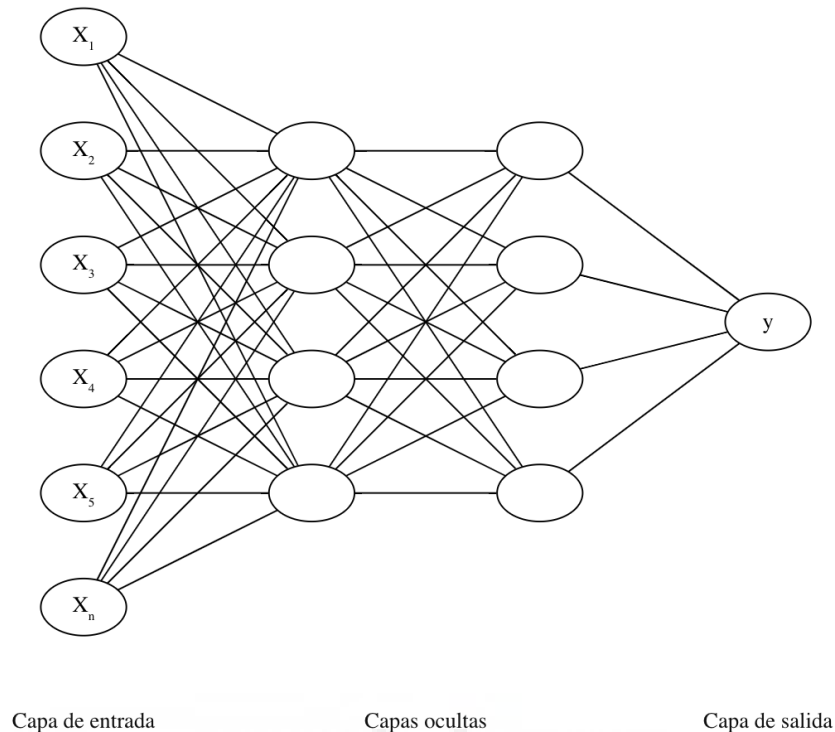 X₁
X₂
X₃
X₄
X₅
Xₙ
y
Capa de entrada
Capas ocultas
Capa de salida